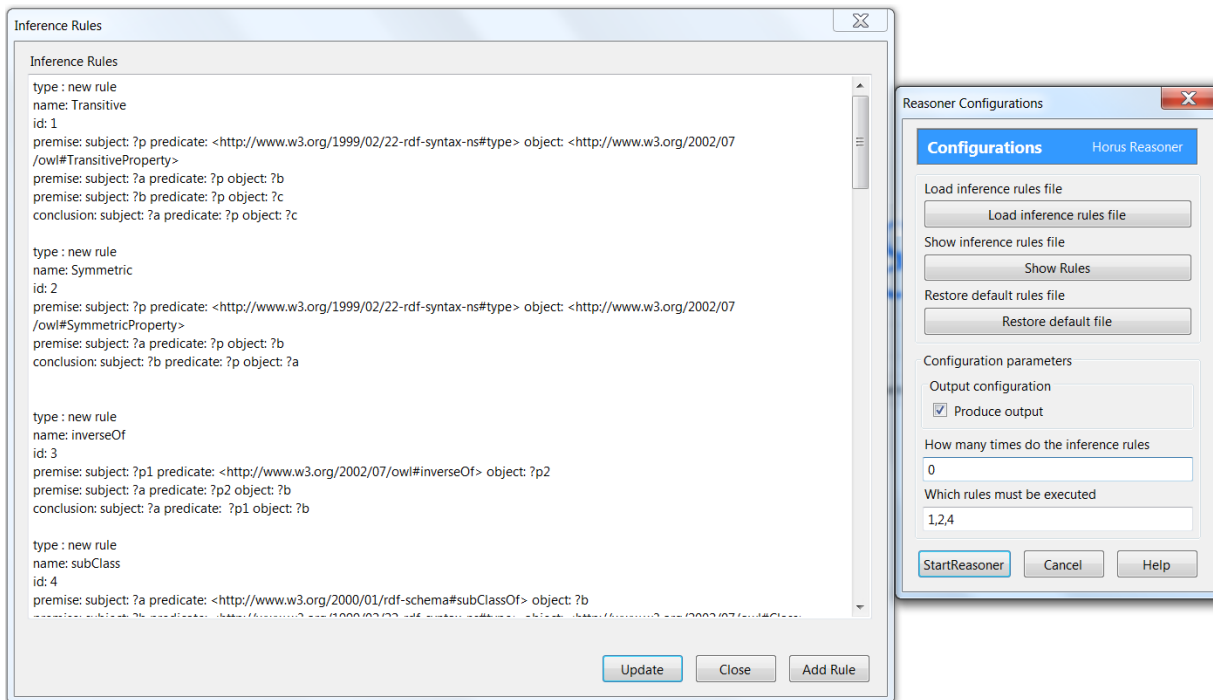 Inference Rules
Inference Rules
type : new rule
name: Transitive
id: 1
premise: subject: ?p predicate: <http://www.w3.org/1999/02/22-rdf-syntax-ns#type> object: <http://www.w3.org/2002/07
/owl#TransitiveProperty>
premise: subject: ?a predicate: ?p object: ?b
premise: subject: ?b predicate: ?p object: ?c
conclusion: subject: ?a predicate: ?p object: ?c
type : new rule
name: Symmetric
id: 2
premise: subject: ?p predicate: <http://www.w3.org/1999/02/22-rdf-syntax-ns#type> object: <http://www.w3.org/2002/07
/owl#SymmetricProperty>
premise: subject: ?a predicate: ?p object: ?b
conclusion: subject: ?b predicate: ?p object: ?a
type : new rule
name: inverseOf
id: 3
premise: subject: ?p1 predicate: <http://www.w3.org/2002/07/owl#inverseOf> object: ?p2
premise: subject: ?a predicate: ?p2 object: ?b
conclusion: subject: ?a predicate:  ?p1 object: ?b
type : new rule
name: subClass
id: 4
premise: subject: ?a predicate: <http://www.w3.org/2000/01/rdf-schema#subClassOf> object: ?b
Update
Close
Add Rule
Reasoner Configurations
Configurations
Horus Reasoner
Load inference rules file
Load inference rules file
Show inference rules file
Show Rules
Restore default rules file
Restore default file
Configuration parameters
Output configuration
Produce output
How many times do the inference rules
0
Which rules must be executed
1,2,4
StartReasoner
Cancel
Help